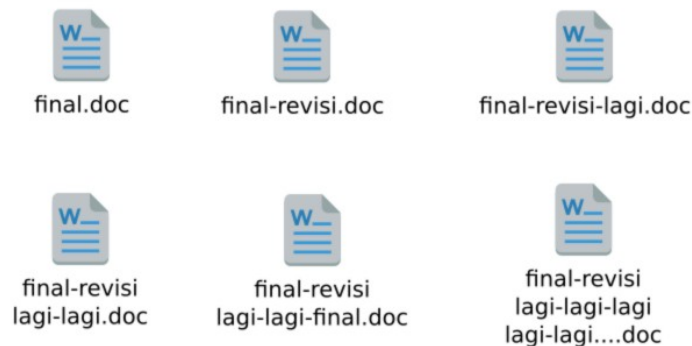 W
final.doc
W
final-revisi.doc
W
final-revisi-lagi.doc
W
final-revisi
lagi-lagi.doc
W
final-revisi
lagi-lagi-final.doc
W
final-revisi
lagi-lagi-lagi
lagi-lagi....doc